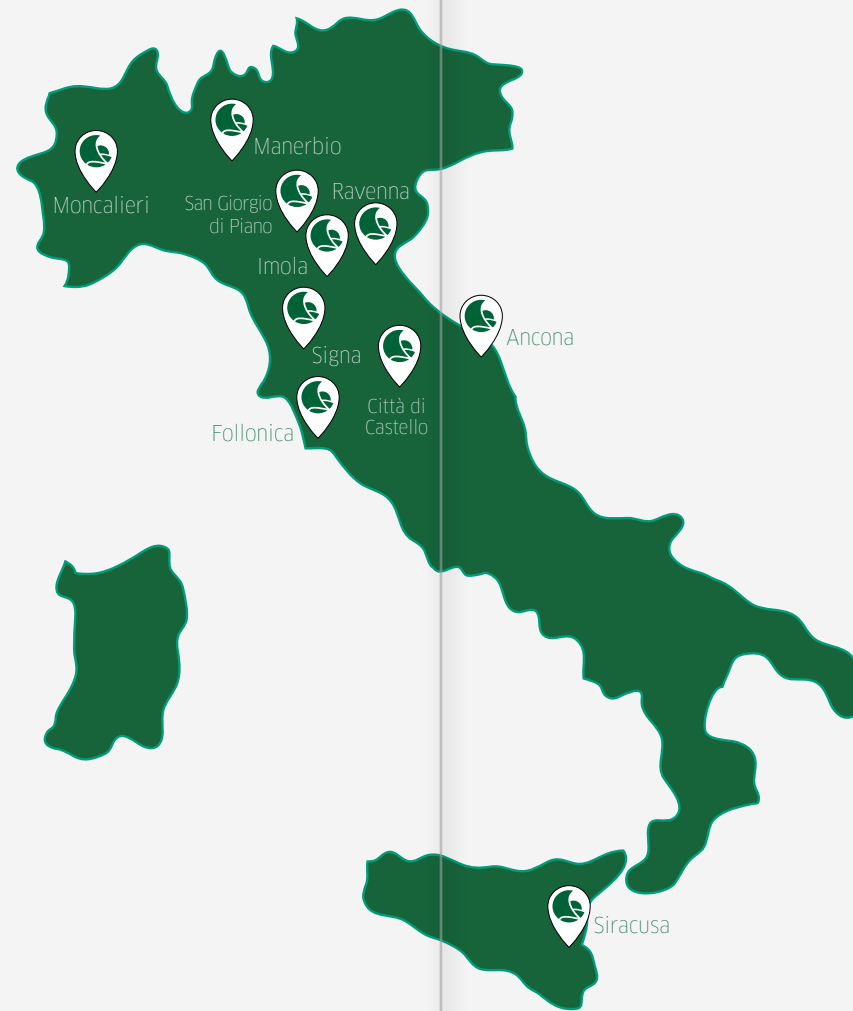 Manerbio
Moncalieri
San Giorgio
di Piano
Ravenna
Imola
Signa
Ancona
Città di
Castello
Follonica
Siracusa